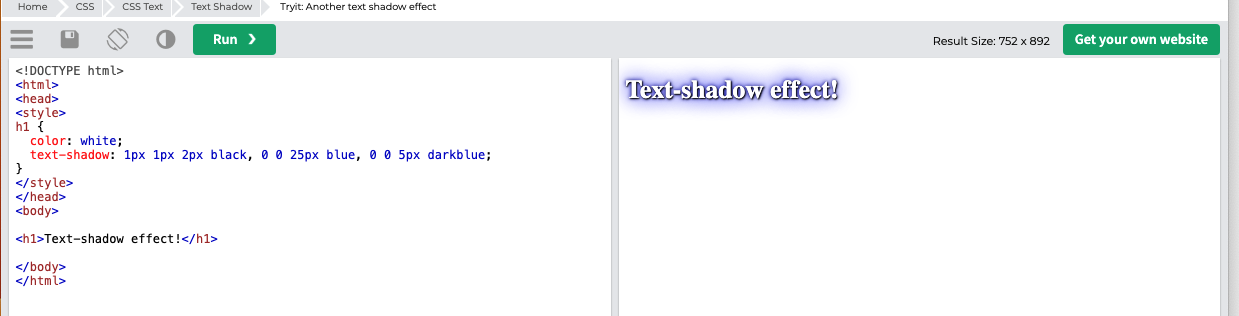 Home CSS CSS Text Text Shadow Tryit: Another text shadow effect
Run ❯ Result Size: 752 x 892 Get your own website
<!DOCTYPE html>
<html>
<head>
<style>
h1 {
  color: white;
  text-shadow: 1px 1px 2px black, 0 0 25px blue, 0 0 5px darkblue;
}
</style>
</head>
<body>

<h1>Text-shadow effect!</h1>

</body>
</html>
Text-shadow effect!